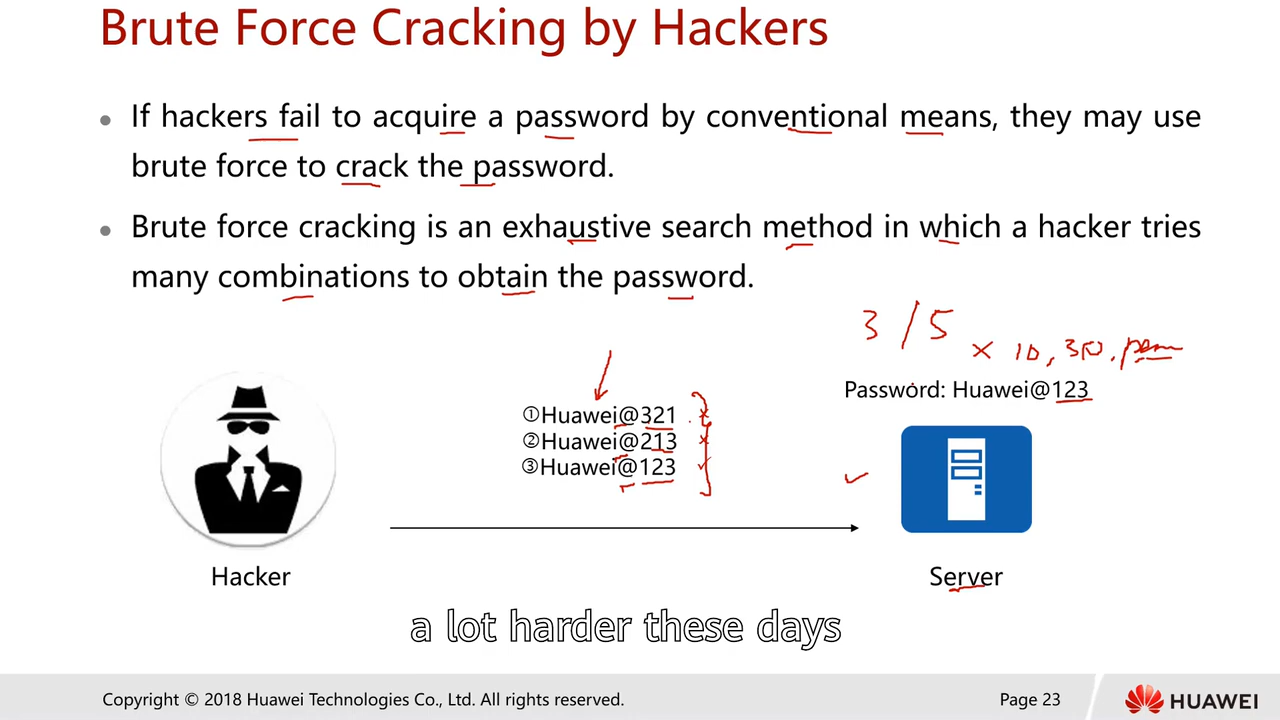 Brute Force Cracking by Hackers
• If hackers fail to acquire a password by conventional means, they may use
brute force to crack the password.
• Brute force cracking is an exhaustive search method in which a hacker tries
many combinations to obtain the password.
3 / 5
× 10, 30,
Password: Huawei@123
①Huawei@321
②Huawei@213
③Huawei@123
Hacker
Server
a lot harder these days
Copyright © 2018 Huawei Technologies Co., Ltd. All rights reserved.
Page 23
HUAWEI